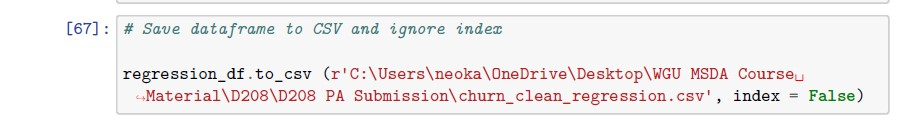 [67]: # Save dataframe to CSV and ignore index
regression_df.to_csv (r'C:\Users\neoka\OneDrive\Desktop\WGU MSDA Course␣
↪Material\D208\D208 PA Submission\churn_clean_regression.csv', index = False)